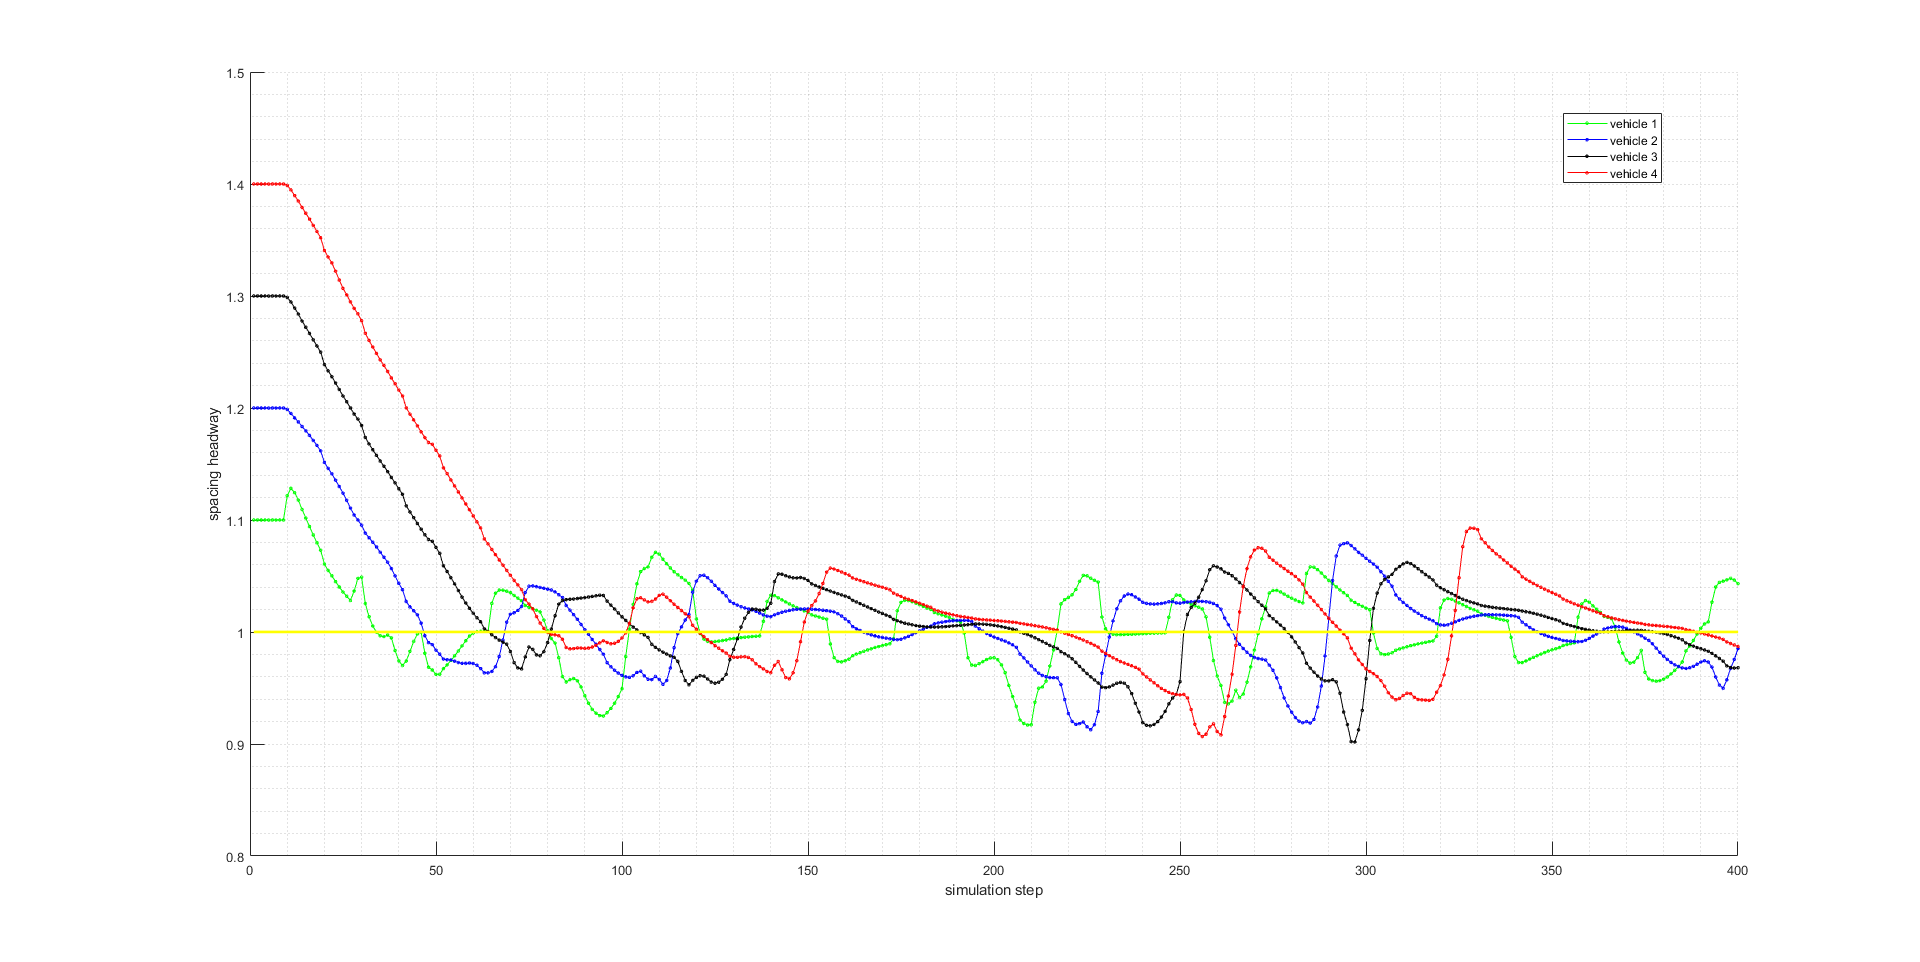 1.5
1.4
1.3
1.2
1.1
1
0.9
0.8
spacing headway
vehicle 1
vehicle 2
vehicle 3
vehicle 4
0 50 100 150 200 250 300 350 400
simulation step